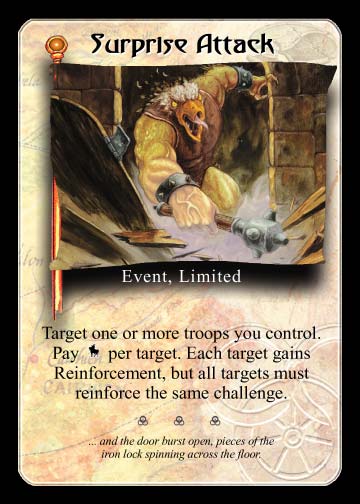 Surprise Attack
Event, Limited
Target one or more troops you control.
Pay per target. Each target gains
Reinforcement, but all targets must
reinforce the same challenge.
... and the door burst open, pieces of the
iron lock spinning across the floor.